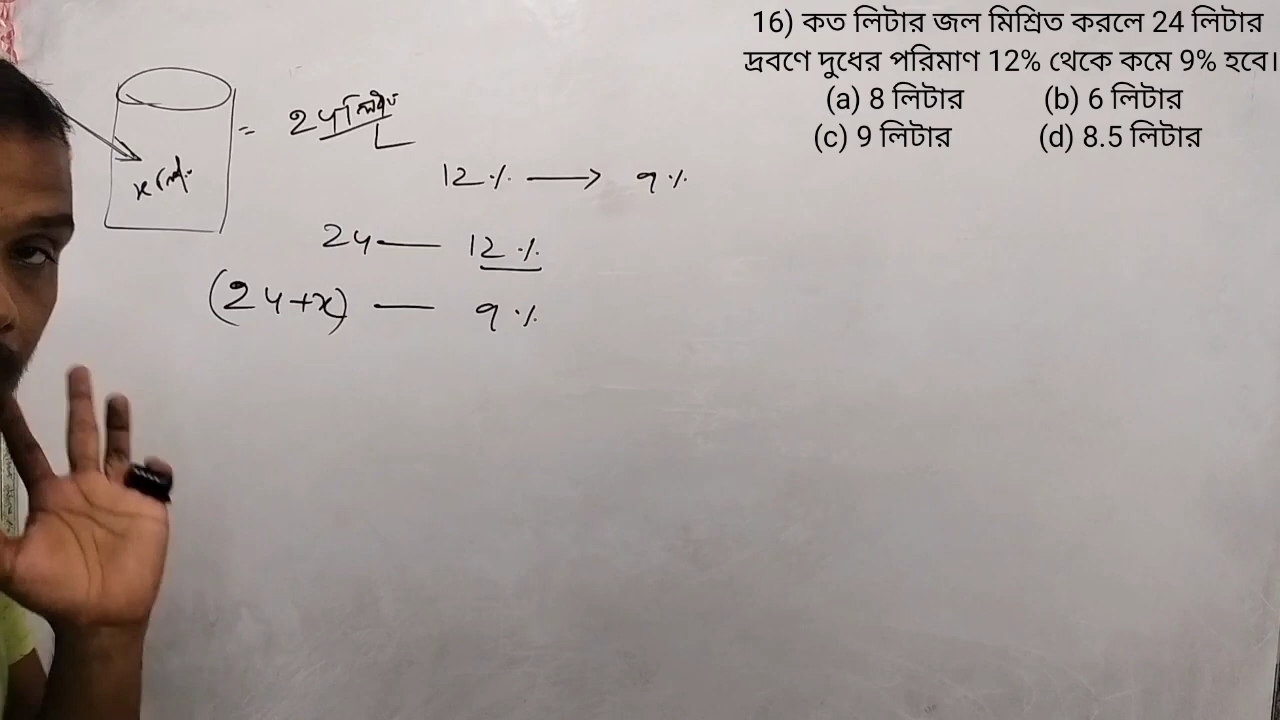 16) কত লিটার জল মিশ্রিত করলে 24 লিটার
দ্রবণে দুধের পরিমাণ 12% থেকে কমে 9% হবে।
(a) 8 লিটার (b) 6 লিটার
(c) 9 লিটার (d) 8.5 লিটার
= 24 লিটার
x লি.
12% → 9%
24 — 12%
(24+x) — 9%